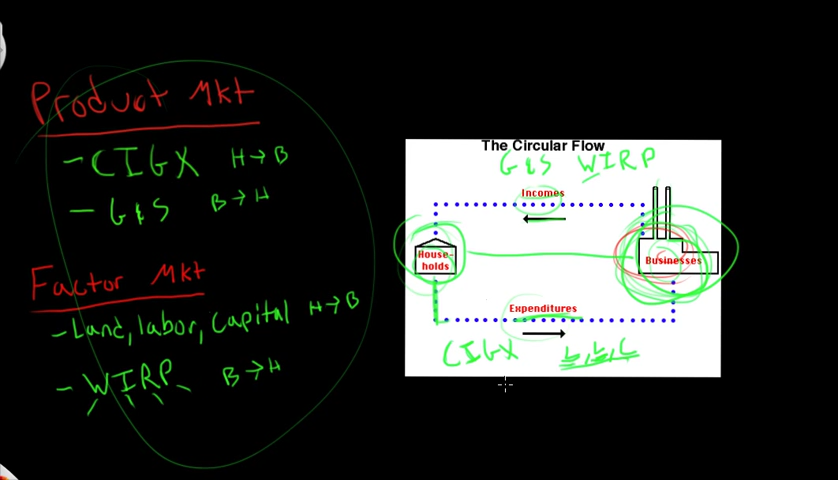 Product Mkt
- CIGX H→B
- G&S B→H
Factor Mkt
- Land, labor, Capital H→B
- WIRP B→H
The Circular Flow
G&S WIRP
Incomes
House-
holds
Businesses
Expenditures
CIGX L, L, C